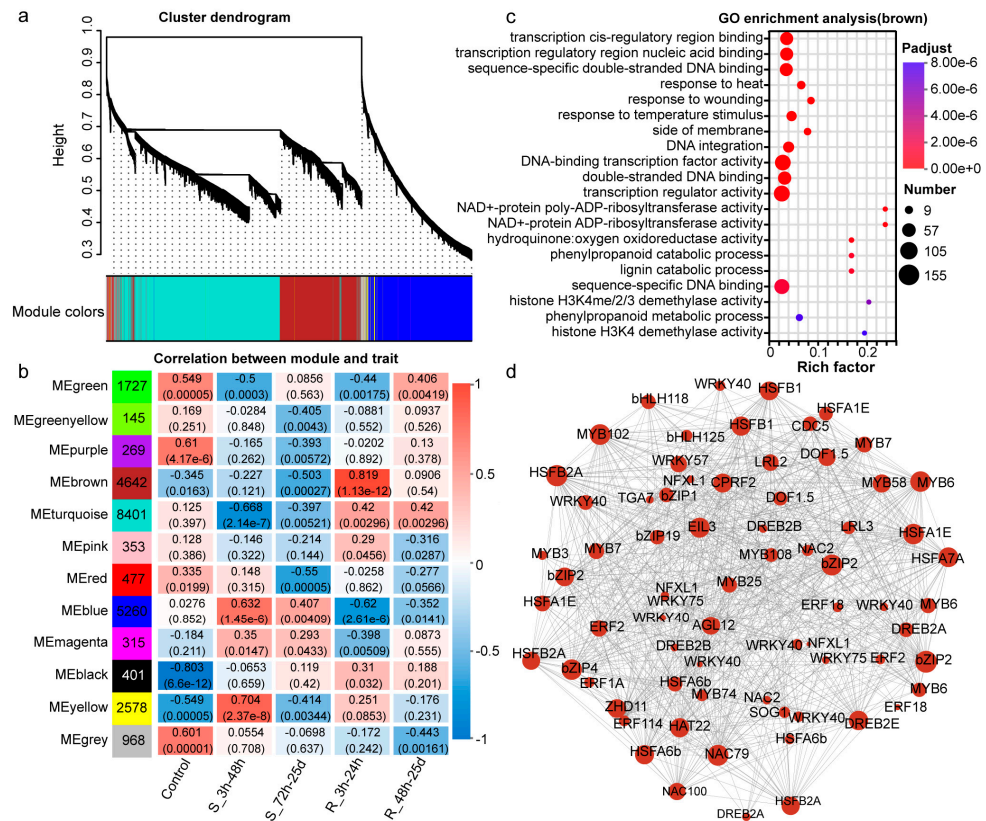 a
Cluster dendrogram
Height
1.0
0.9
0.8
0.7
0.6
0.5
0.4
0.3
Module colors
b
Correlation between module and trait
MEgreen 1727 0.549 (0.00005) -0.5 (0.0003) 0.0856 (0.563) -0.44 (0.00175) 0.406 (0.00419)
MEgreenyellow 145 0.169 (0.251) -0.0284 (0.848) -0.405 (0.0043) -0.0881 (0.552) 0.0937 (0.526)
MEpurple 269 0.61 (4.17e-6) -0.165 (0.262) -0.393 (0.00572) -0.0202 (0.892) 0.13 (0.378)
MEbrown 4642 -0.345 (0.0163) -0.227 (0.121) -0.503 (0.00027) 0.819 (1.13e-12) 0.0906 (0.54)
MEturquoise 8401 0.125 (0.397) -0.668 (2.14e-7) -0.397 (0.00521) 0.42 (0.00296) 0.42 (0.00296)
MEpink 353 0.128 (0.386) -0.146 (0.322) -0.214 (0.144) 0.29 (0.0456) -0.316 (0.0287)
MEred 477 0.335 (0.0199) 0.148 (0.315) -0.55 (0.00005) -0.0258 (0.862) -0.277 (0.0566)
MEblue 5260 0.0276 (0.852) 0.632 (1.45e-6) 0.407 (0.00409) -0.62 (2.61e-6) -0.352 (0.0141)
MEmagenta 315 -0.184 (0.211) 0.35 (0.0147) 0.293 (0.0433) -0.398 (0.00509) 0.0873 (0.555)
MEblack 401 -0.803 (6.6e-12) -0.0653 (0.659) 0.119 (0.42) 0.31 (0.032) 0.188 (0.201)
MEyellow 2578 -0.549 (0.00005) 0.704 (2.37e-8) -0.414 (0.00344) 0.251 (0.0853) -0.176 (0.231)
MEgrey 968 0.601 (0.00001) 0.0554 (0.708) -0.0698 (0.637) -0.172 (0.242) -0.443 (0.00161)
Control S_3h-48h S_72h-25d R_3h-24h R_48h-25d
1
0.5
0
-0.5
-1
c
GO enrichment analysis(brown)
transcription cis-regulatory region binding
transcription regulatory region nucleic acid binding
sequence-specific double-stranded DNA binding
response to heat
response to wounding
response to temperature stimulus
side of membrane
DNA integration
DNA-binding transcription factor activity
double-stranded DNA binding
transcription regulator activity
NAD+-protein poly-ADP-ribosyltransferase activity
NAD+-protein ADP-ribosyltransferase activity
hydroquinone:oxygen oxidoreductase activity
phenylpropanoid catabolic process
lignin catabolic process
sequence-specific DNA binding
histone H3K4me/2/3 demethylase activity
phenylpropanoid metabolic process
histone H3K4 demethylase activity
0 0.1 0.2
Rich factor
Padjust
8.00e-6
6.00e-6
4.00e-6
2.00e-6
0.00e+0
Number
9
57
105
155
d
WRKY40
HSFB1
bHLH118
HSFA1E
HSFB1
CDC5
MYB102
bHLH125
MYB7
WRKY57
LRL2
DOF1.5
HSFB2A
NFXL1
CPRF2
MYB58
MYB6
TGA7
bZIP1
DOF1.5
WRKY40
EIL3
DREB2B
LRL3
HSFA1E
bZIP19
MYB3
MYB7
MYB108
NAC2
HSFA7A
bZIP2
bZIP2
MYB25
HSFA1E
NFXL1
WRKY75
ERF18
WRKY40
MYB6
WRKY40
ERF2
AGL12
DREB2A
HSFB2A
DREB2B
WRKY40
NFXL1
WRKY40
WRKY75
ERF2
bZIP2
bZIP4
ERF1A
HSFA6b
MYB74
NAC2
MYB6
ZHD11
SOG1
WRKY40
ERF18
ERF114
HAT22
DREB2E
HSFA6b
HSFA6b
NAC79
NAC100
HSFB2A
DREB2A